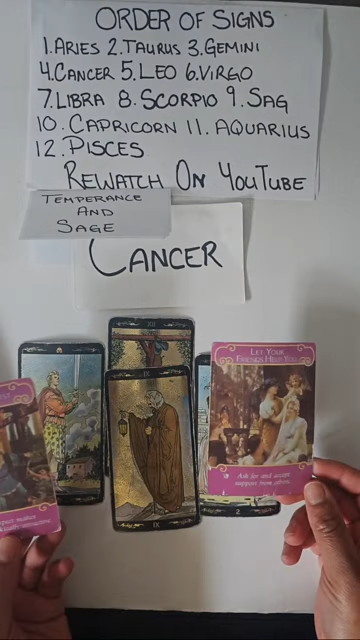 ORDER OF SIGNS
1. ARIES 2. TAURUS 3. GEMINI
4. CANCER 5. LEO 6. VIRGO
7. LIBRA 8. SCORPIO 9. SAG
10. CAPRICORN 11. AQUARIUS
12. PISCES
REWATCH ON YOUTUBE
TEMPERANCE
AND
SAGE
CANCER
XII
IX
IX
LET YOUR
FRIENDS HELP YOU
Ask for and accept
support from others.